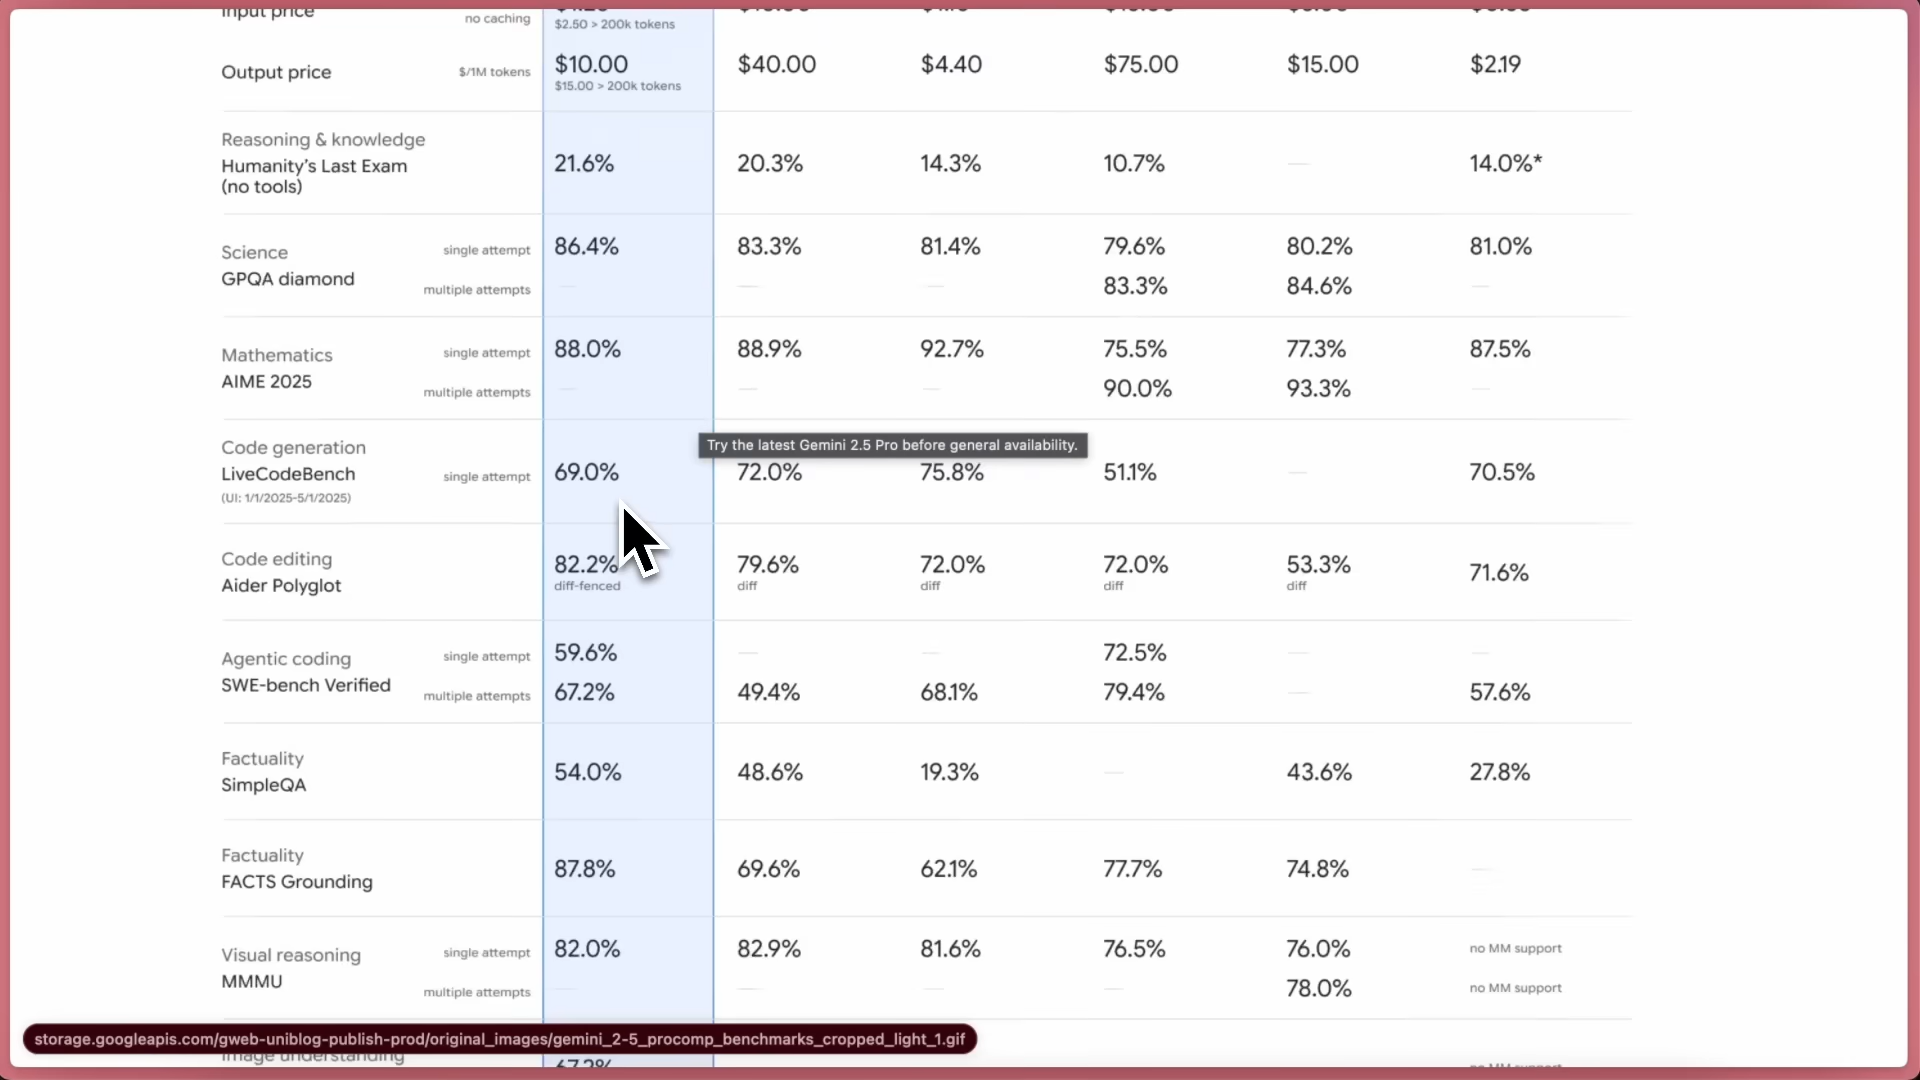 Input price no caching
$2.50 > 200k tokens
Output price $/1M tokens $10.00 $40.00 $4.40 $75.00 $15.00 $2.19
$15.00 > 200k tokens
Reasoning & knowledge
Humanity's Last Exam
(no tools)
21.6% 20.3% 14.3% 10.7% — 14.0%*
Science
GPQA diamond
single attempt 86.4% 83.3% 81.4% 79.6% 80.2% 81.0%
multiple attempts — — — 83.3% 84.6% —
Mathematics
AIME 2025
single attempt 88.0% 88.9% 92.7% 75.5% 77.3% 87.5%
multiple attempts — — — 90.0% 93.3% —
Try the latest Gemini 2.5 Pro before general availability.
Code generation
LiveCodeBench
(UI: 1/1/2025-5/1/2025)
single attempt 69.0% 72.0% 75.8% 51.1% — 70.5%
Code editing
Aider Polyglot
82.2% 79.6% 72.0% 72.0% 53.3% 71.6%
diff-fenced diff diff diff diff
Agentic coding
SWE-bench Verified
single attempt 59.6% — — 72.5% — —
multiple attempts 67.2% 49.4% 68.1% 79.4% — 57.6%
Factuality
SimpleQA
54.0% 48.6% 19.3% — 43.6% 27.8%
Factuality
FACTS Grounding
87.8% 69.6% 62.1% 77.7% 74.8% —
Visual reasoning
MMMU
single attempt 82.0% 82.9% 81.6% 76.5% 76.0% no MM support
multiple attempts — — — — 78.0% no MM support
storage.googleapis.com/gweb-uniblog-publish-prod/original_images/gemini_2-5_procomp_benchmarks_cropped_light_1.gif
Image understanding